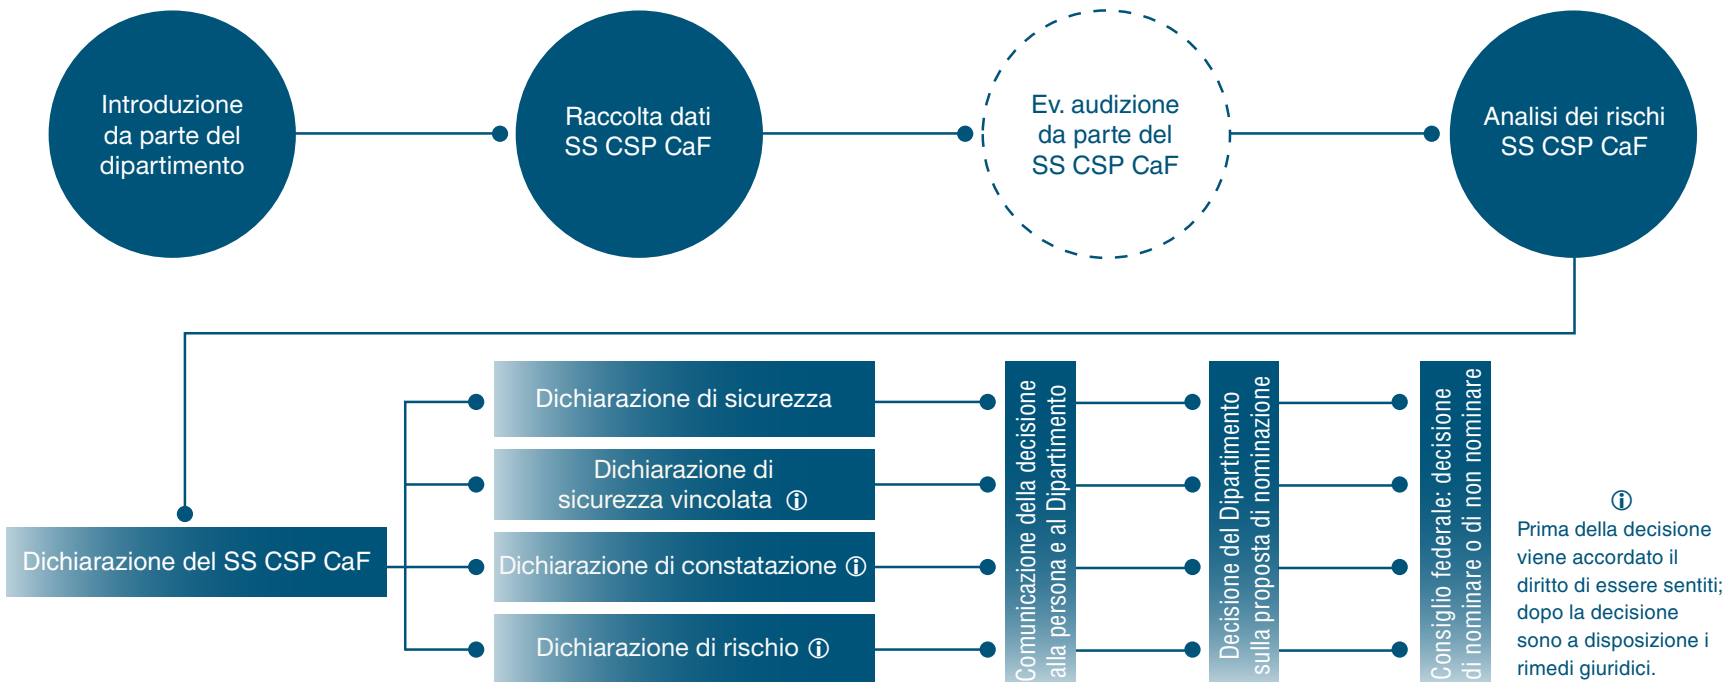 Introduzione
da parte del
dipartimento
Raccolta dati
SS CSP CaF
Ev. audizione
da parte del
SS CSP CaF
Analisi dei rischi
SS CSP CaF
Dichiarazione del SS CSP CaF
Dichiarazione di sicurezza
Dichiarazione di
sicurezza vincolata ⓘ
Dichiarazione di constatazione ⓘ
Dichiarazione di rischio ⓘ
Comunicazione della decisione
alla persona e al Dipartimento
Decisione del Dipartimento
sulla proposta di nominazione
Consiglio federale: decisione
di nominare o di non nominare
ⓘ
Prima della decisione
viene accordato il
diritto di essere sentiti;
dopo la decisione
sono a disposizione i
rimedi giuridici.